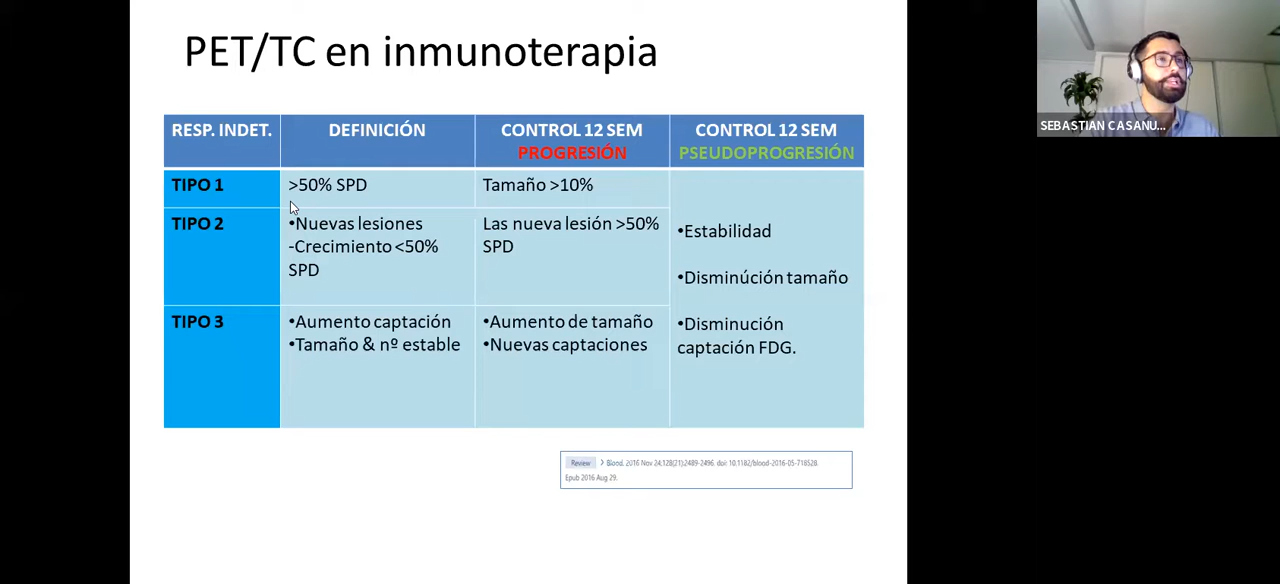 PET/TC en inmunoterapia
SEBASTIAN CASANU...
RESP. INDET.
DEFINICIÓN
CONTROL 12 SEM
PROGRESIÓN
CONTROL 12 SEM
PSEUDOPROGRESIÓN
TIPO 1
>50% SPD
Tamaño >10%
TIPO 2
•Nuevas lesiones
-Crecimiento <50%
SPD
Las nueva lesión >50%
SPD
TIPO 3
•Aumento captación
•Tamaño & nº estable
•Aumento de tamaño
•Nuevas captaciones
•Estabilidad
•Disminúción tamaño
•Disminución
captación FDG.
Review > Blood. 2016 Nov 24;128(21):2489-2496. doi: 10.1182/blood-2016-05-718528.
Epub 2016 Aug 29.